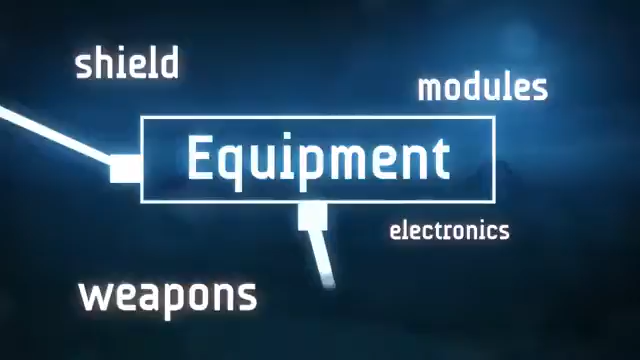 shield
modules
Equipment
electronics
weapons